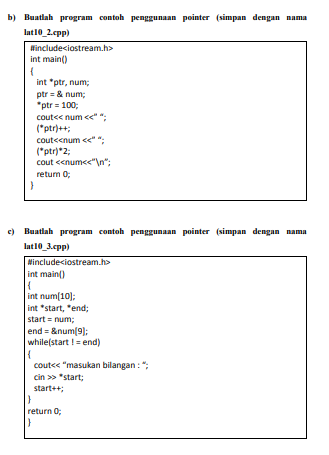 b) Buatlah program contoh penggunaan pointer (simpan dengan nama
lat10_2.cpp)
#include<iostream.h>
int main()
{
int *ptr, num;
ptr = & num;
*ptr = 100;
cout<< num <<" “;
(*ptr)++;
cout<<num <<" “;
(*ptr)*2;
cout <<num<<"\n”;
return 0;
}
c) Buatlah program contoh penggunaan pointer (simpan dengan nama
lat10_3.cpp)
#include<iostream.h>
int main()
{
int num[10];
int *start, *end;
start = num;
end = &num[9];
while(start ! = end)
{
cout<< “masukan bilangan : “;
cin >> *start;
start++;
}
return 0;
}